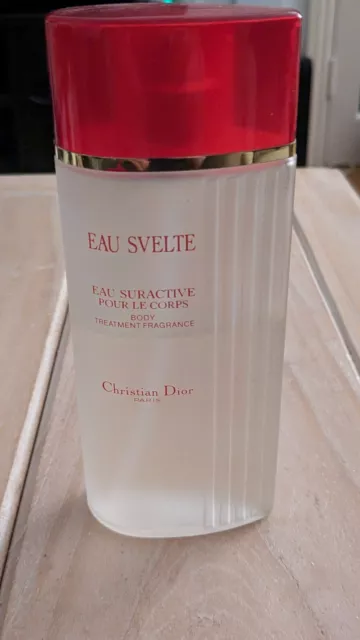 EAU SVELTE
EAU SURACTIVE
POUR LE CORPS
BODY
TREATMENT FRAGRANCE
Christian Dior
PARIS